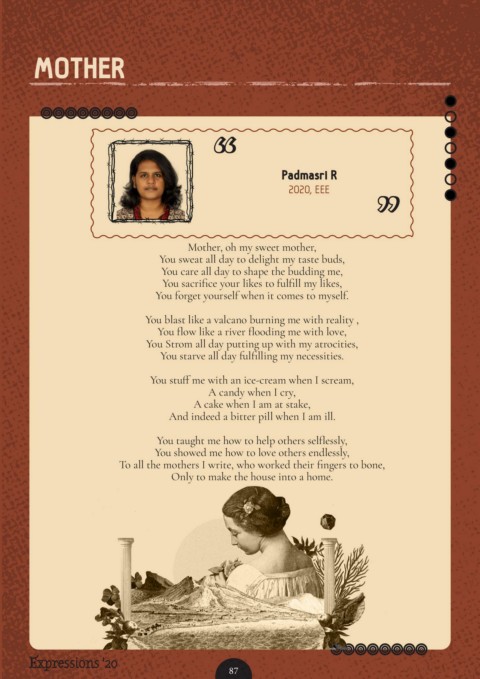 MOTHER
Padmasri R
2020, EEE
Mother, oh my sweet mother,
You sweat all day to delight my taste buds,
You care all day to shape the budding me,
You sacrifice your likes to fulfill my likes,
You forget yourself when it comes to myself.
You blast like a valcano burning me with reality ,
You flow like a river flooding me with love,
You Strom all day putting up with my atrocities,
You starve all day fulfilling my necessities.
You stuff me with an ice-cream when I scream,
A candy when I cry,
A cake when I am at stake,
And indeed a bitter pill when I am ill.
You taught me how to help others selflessly,
You showed me how to love others endlessly,
To all the mothers I write, who worked their fingers to bone,
Only to make the house into a home.
Expressions '20
87